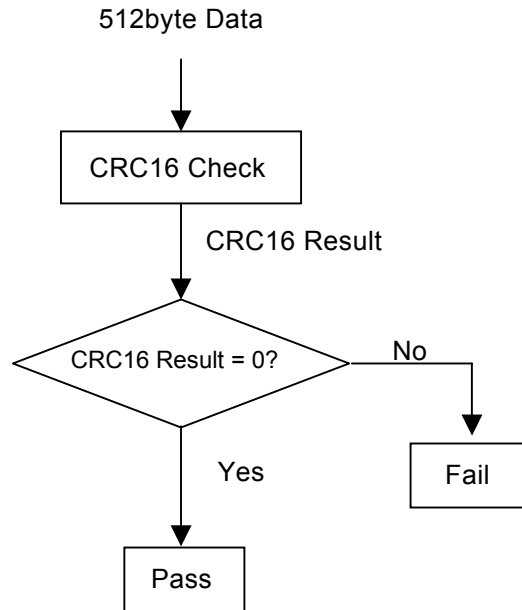 512byte Data
CRC16 Check
CRC16 Result
CRC16 Result = 0?
No
Yes
Fail
Pass